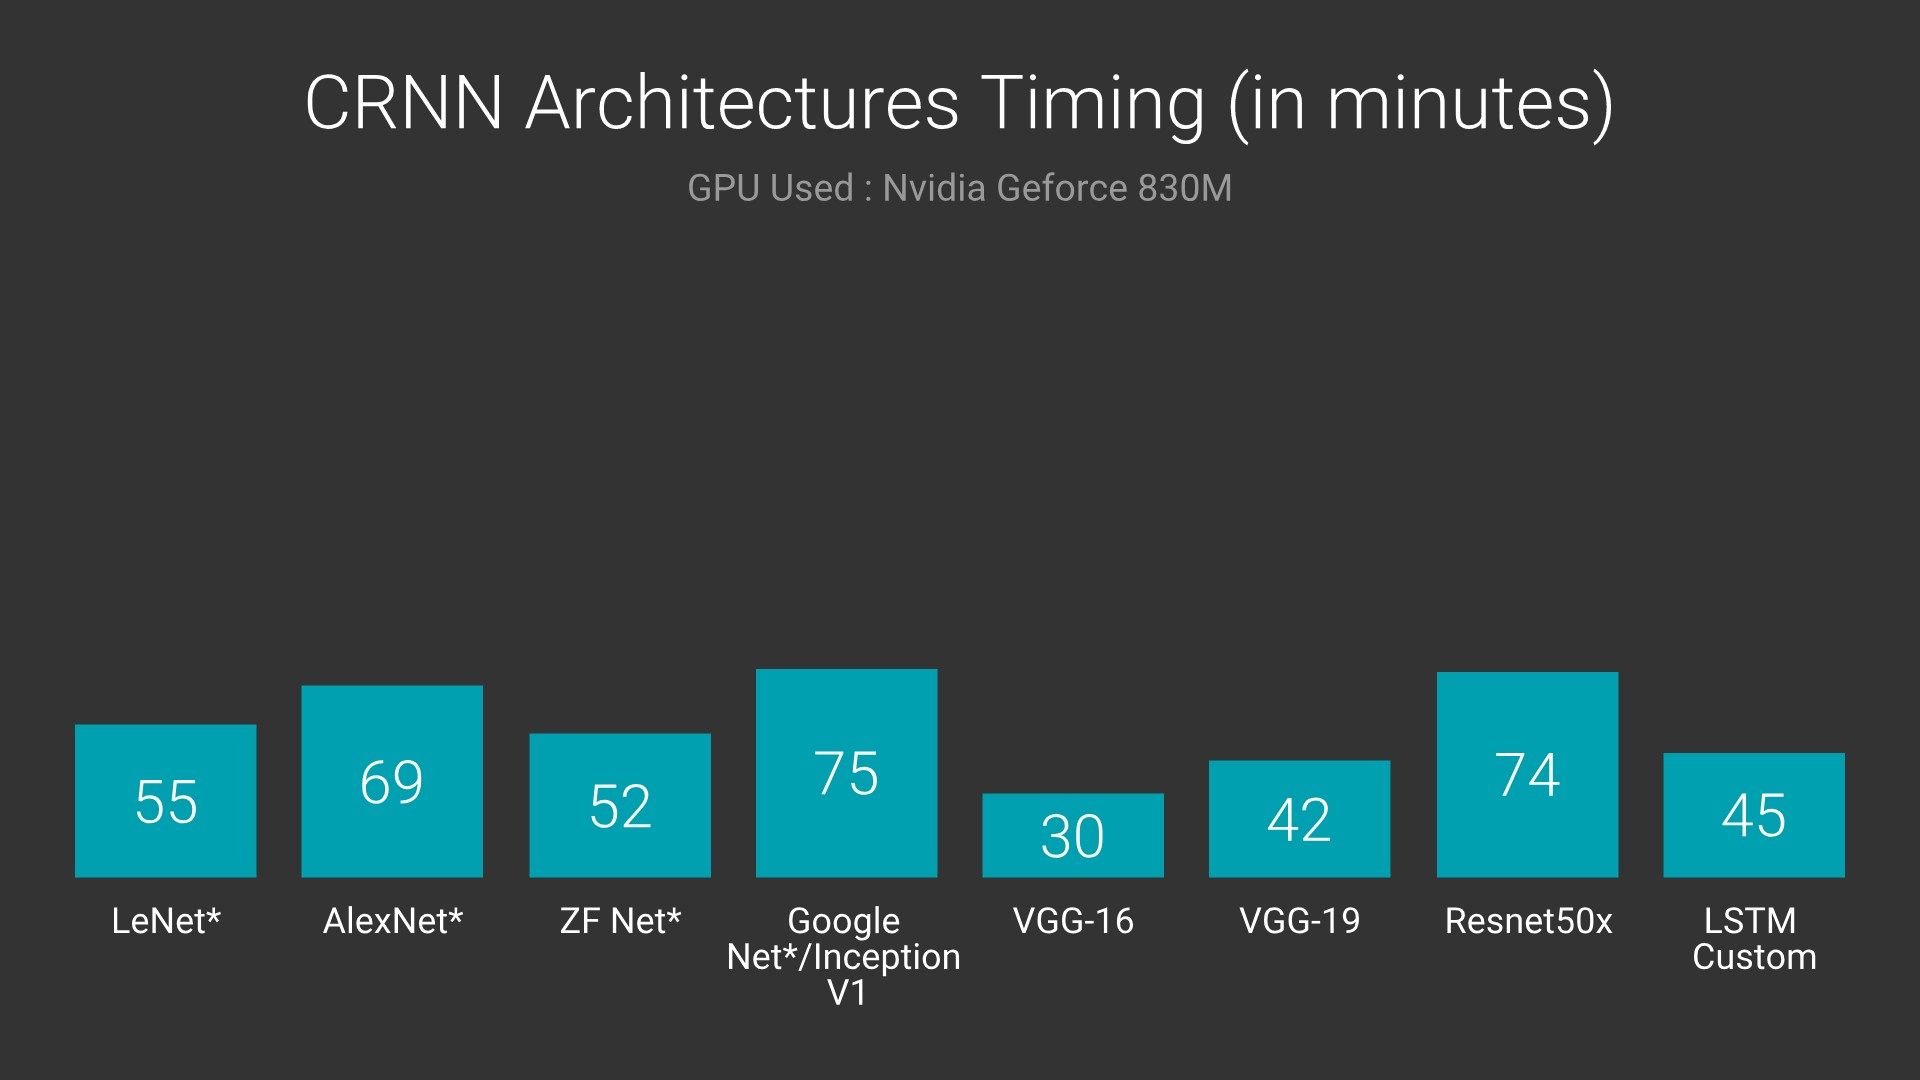 CRNN Architectures Timing (in minutes)
GPU Used : Nvidia Geforce 830M
55
69
52
75
30
42
74
45
LeNet*
AlexNet*
ZF Net*
Google
Net*/Inception
V1
VGG-16
VGG-19
Resnet50x
LSTM
Custom